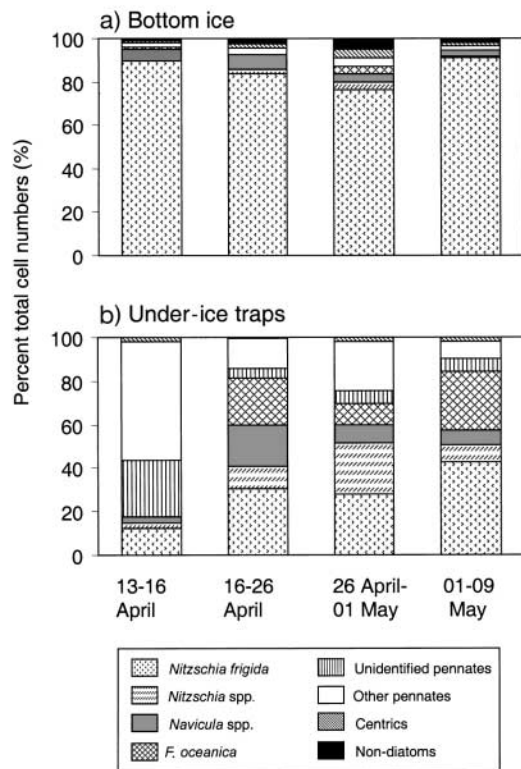 a) Bottom ice
100
80
60
40
20
0
Percent total cell numbers (%)
b) Under-ice traps
100
80
60
40
20
0
13-16 April
16-26 April
26 April- 01 May
01-09 May
Nitzschia frigida
Nitzschia spp.
Navicula spp.
F. oceanica
Unidentified pennates
Other pennates
Centrics
Non-diatoms